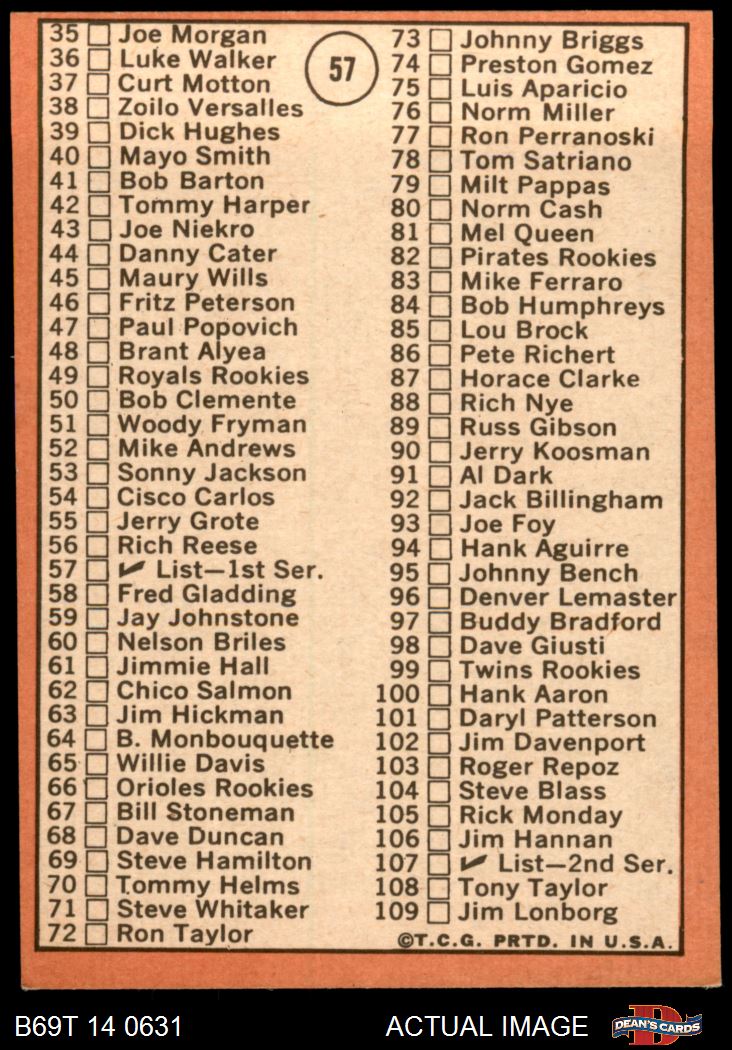 35 Joe Morgan
36 Luke Walker
37 Curt Motton
38 Zoilo Versalles
39 Dick Hughes
40 Mayo Smith
41 Bob Barton
42 Tommy Harper
43 Joe Niekro
44 Danny Cater
45 Maury Wills
46 Fritz Peterson
47 Paul Popovich
48 Brant Alyea
49 Royals Rookies
50 Bob Clemente
51 Woody Fryman
52 Mike Andrews
53 Sonny Jackson
54 Cisco Carlos
55 Jerry Grote
56 Rich Reese
57 ✔ List—1st Ser.
58 Fred Gladding
59 Jay Johnstone
60 Nelson Briles
61 Jimmie Hall
62 Chico Salmon
63 Jim Hickman
64 B. Monbouquette
65 Willie Davis
66 Orioles Rookies
67 Bill Stoneman
68 Dave Duncan
69 Steve Hamilton
70 Tommy Helms
71 Steve Whitaker
72 Ron Taylor
57
73 Johnny Briggs
74 Preston Gomez
75 Luis Aparicio
76 Norm Miller
77 Ron Perranoski
78 Tom Satriano
79 Milt Pappas
80 Norm Cash
81 Mel Queen
82 Pirates Rookies
83 Mike Ferraro
84 Bob Humphreys
85 Lou Brock
86 Pete Richert
87 Horace Clarke
88 Rich Nye
89 Russ Gibson
90 Jerry Koosman
91 Al Dark
92 Jack Billingham
93 Joe Foy
94 Hank Aguirre
95 Johnny Bench
96 Denver Lemaster
97 Buddy Bradford
98 Dave Giusti
99 Twins Rookies
100 Hank Aaron
101 Daryl Patterson
102 Jim Davenport
103 Roger Repoz
104 Steve Blass
105 Rick Monday
106 Jim Hannan
107 ✔ List—2nd Ser.
108 Tony Taylor
109 Jim Lonborg
©T.C.G. PRTD. IN U.S.A.
B69T 14 0631
ACTUAL IMAGE
D
DEAN'S CARDS